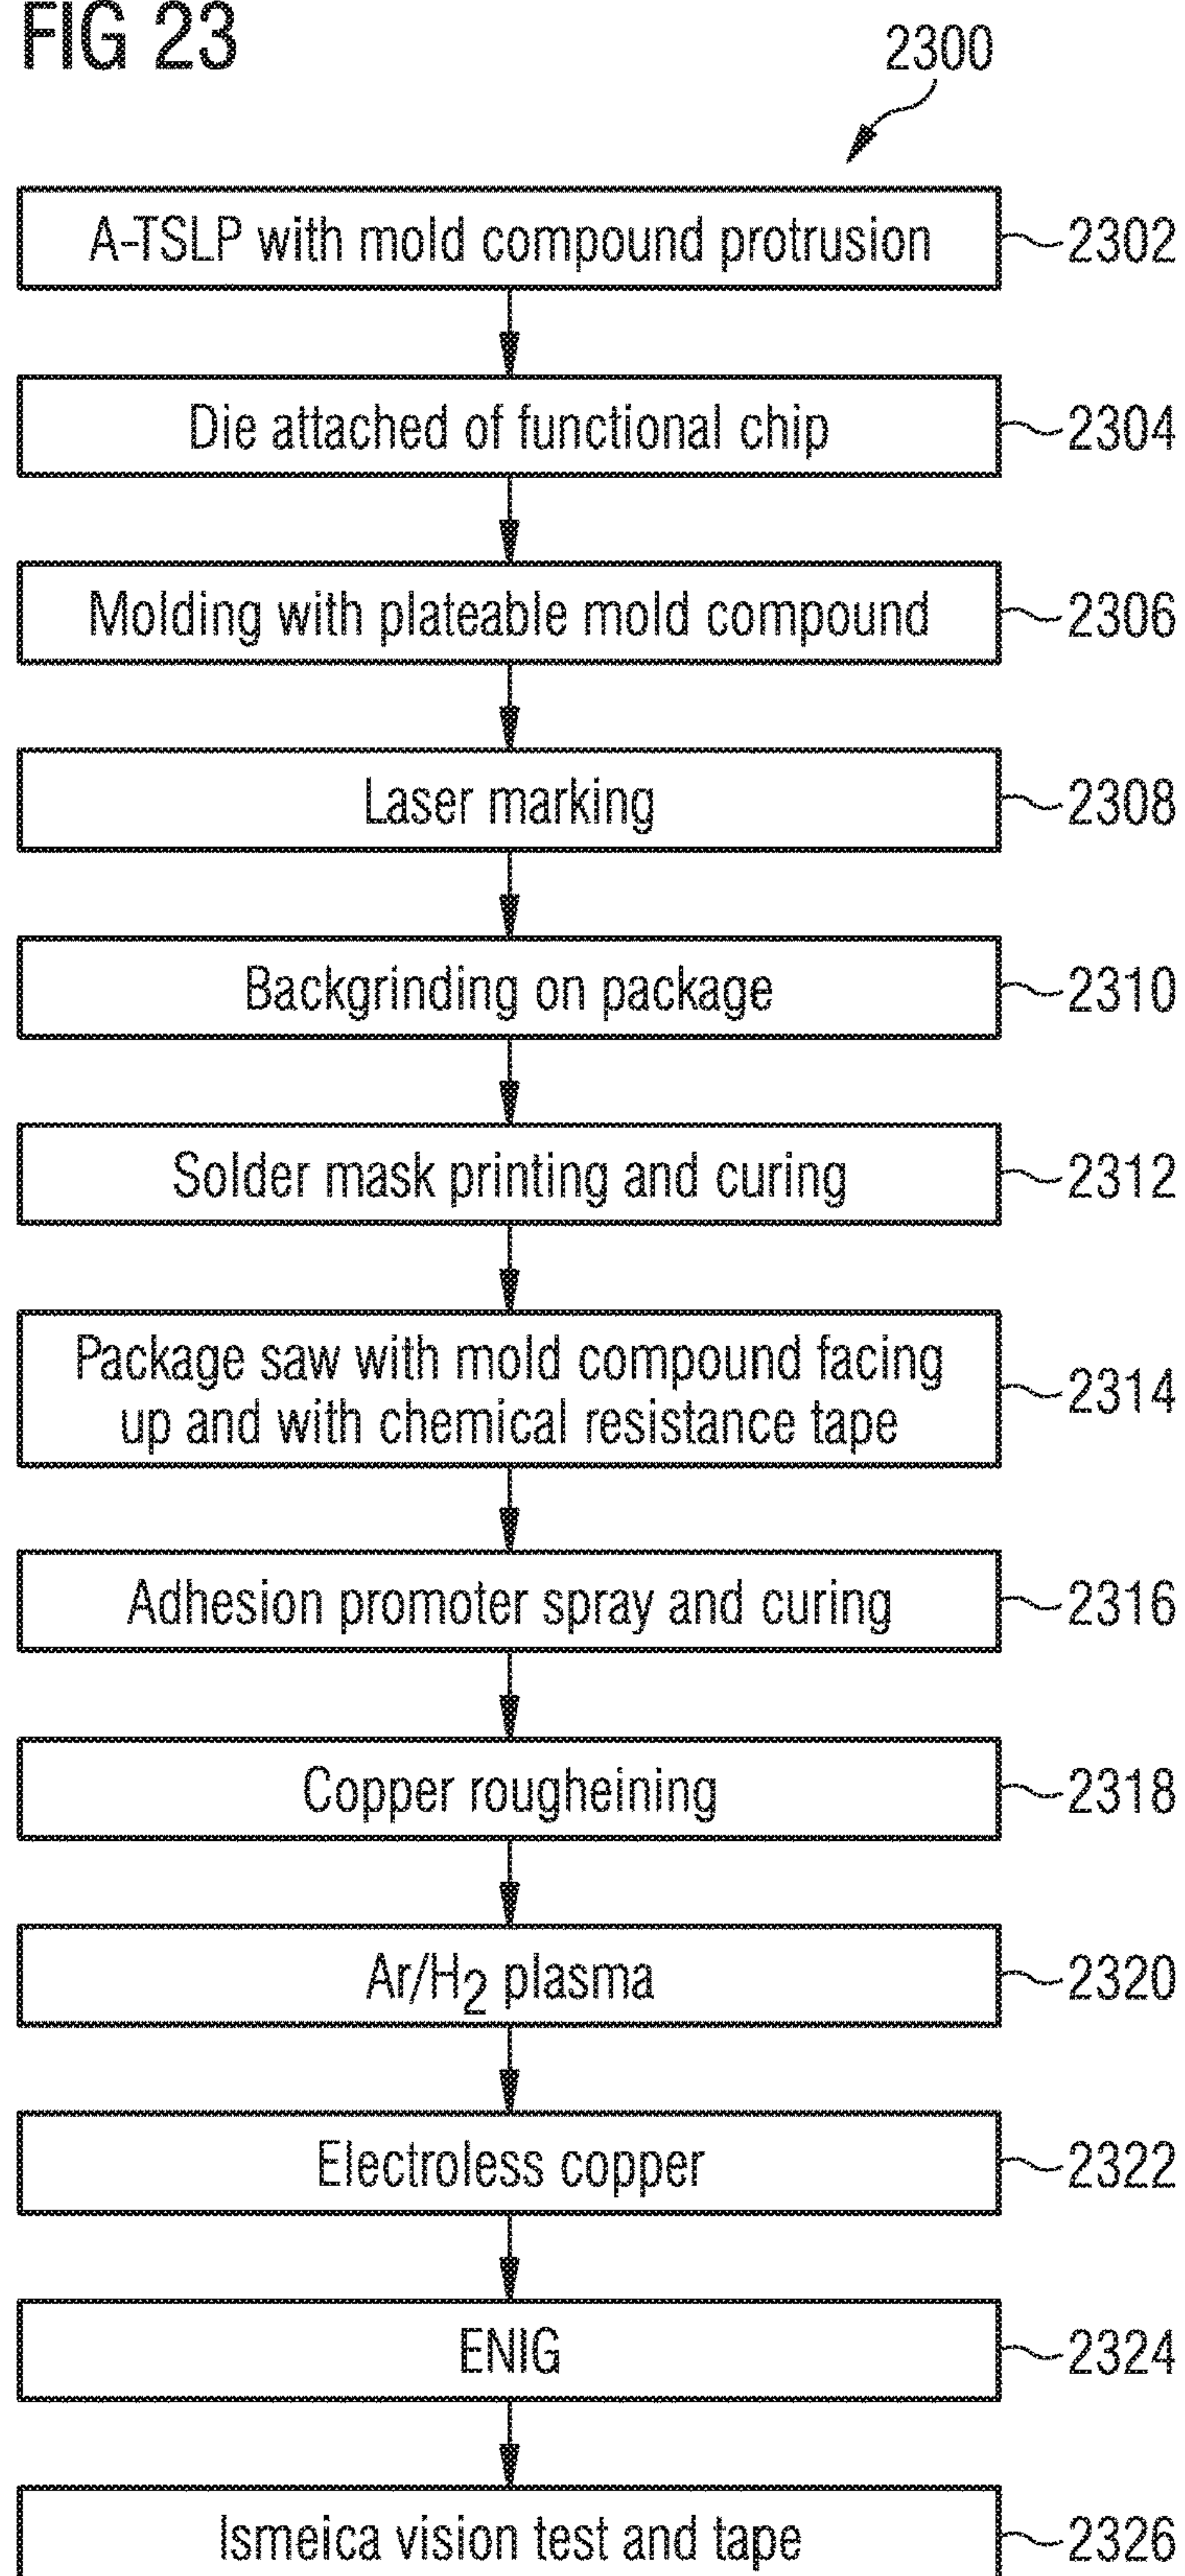 FIG 23
2300
A-TSLP with mold compound protrusion
2302
Die attached of functional chip
2304
Molding with plateable mold compound
2306
Laser marking
2308
Backgrinding on package
2310
Solder mask printing and curing
2312
Package saw with mold compound facing
up and with chemical resistance tape
2314
Adhesion promoter spray and curing
2316
Copper rougheining
2318
Ar/H₂ plasma
2320
Electroless copper
2322
ENIG
2324
Ismeica vision test and tape
2326